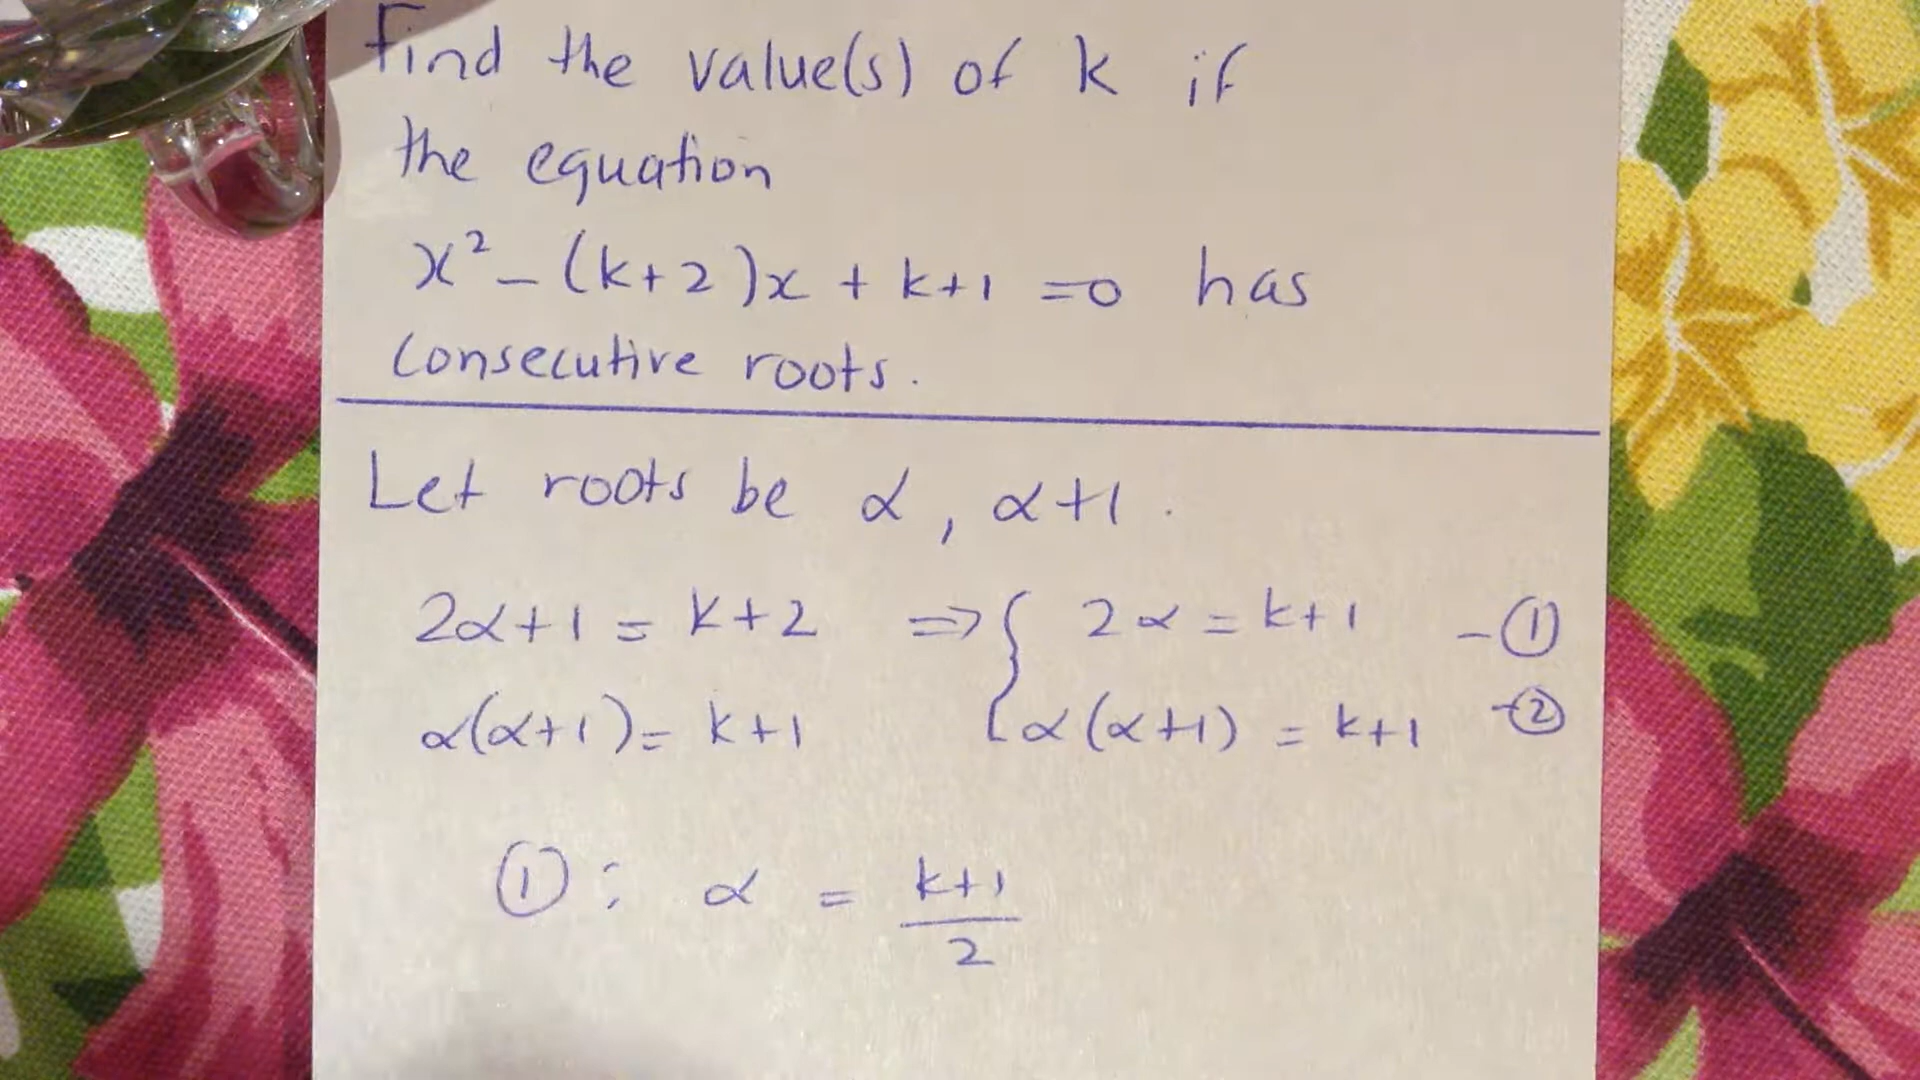 Find the value(s) of k if
the equation
x² - (k+2)x + k+1 =0 has
consecutive roots.
Let roots be α, α+1.
2α+1 = k+2 ⇒ { 2α = k+1 -①
α(α+1)= k+1 α(α+1) = k+1 -②
①: α = (k+1)/2